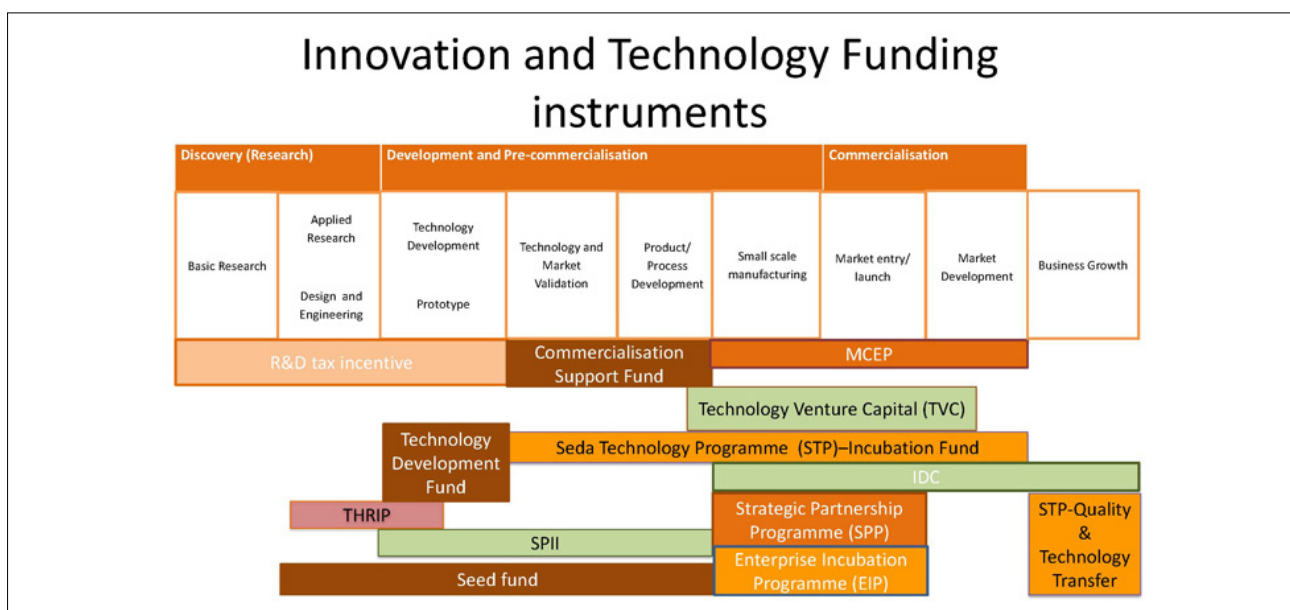 Innovation and Technology Funding
instruments
Discovery (Research)
Development and Pre-commercialisation
Commercialisation
Basic Research
Applied
Research
Design and
Engineering
Technology
Development
Prototype
Technology and
Market
Validation
Product/
Process
Development
Small scale
manufacturing
Market entry/
launch
Market
Development
Business Growth
R&D tax incentive
Commercialisation
Support Fund
MCEP
Technology Venture Capital (TVC)
Technology
Development
Fund
Seda Technology Programme (STP)–Incubation Fund
IDC
THRIP
Strategic Partnership
Programme (SPP)
STP-Quality
&
Technology
Transfer
SPII
Enterprise Incubation
Programme (EIP)
Seed fund